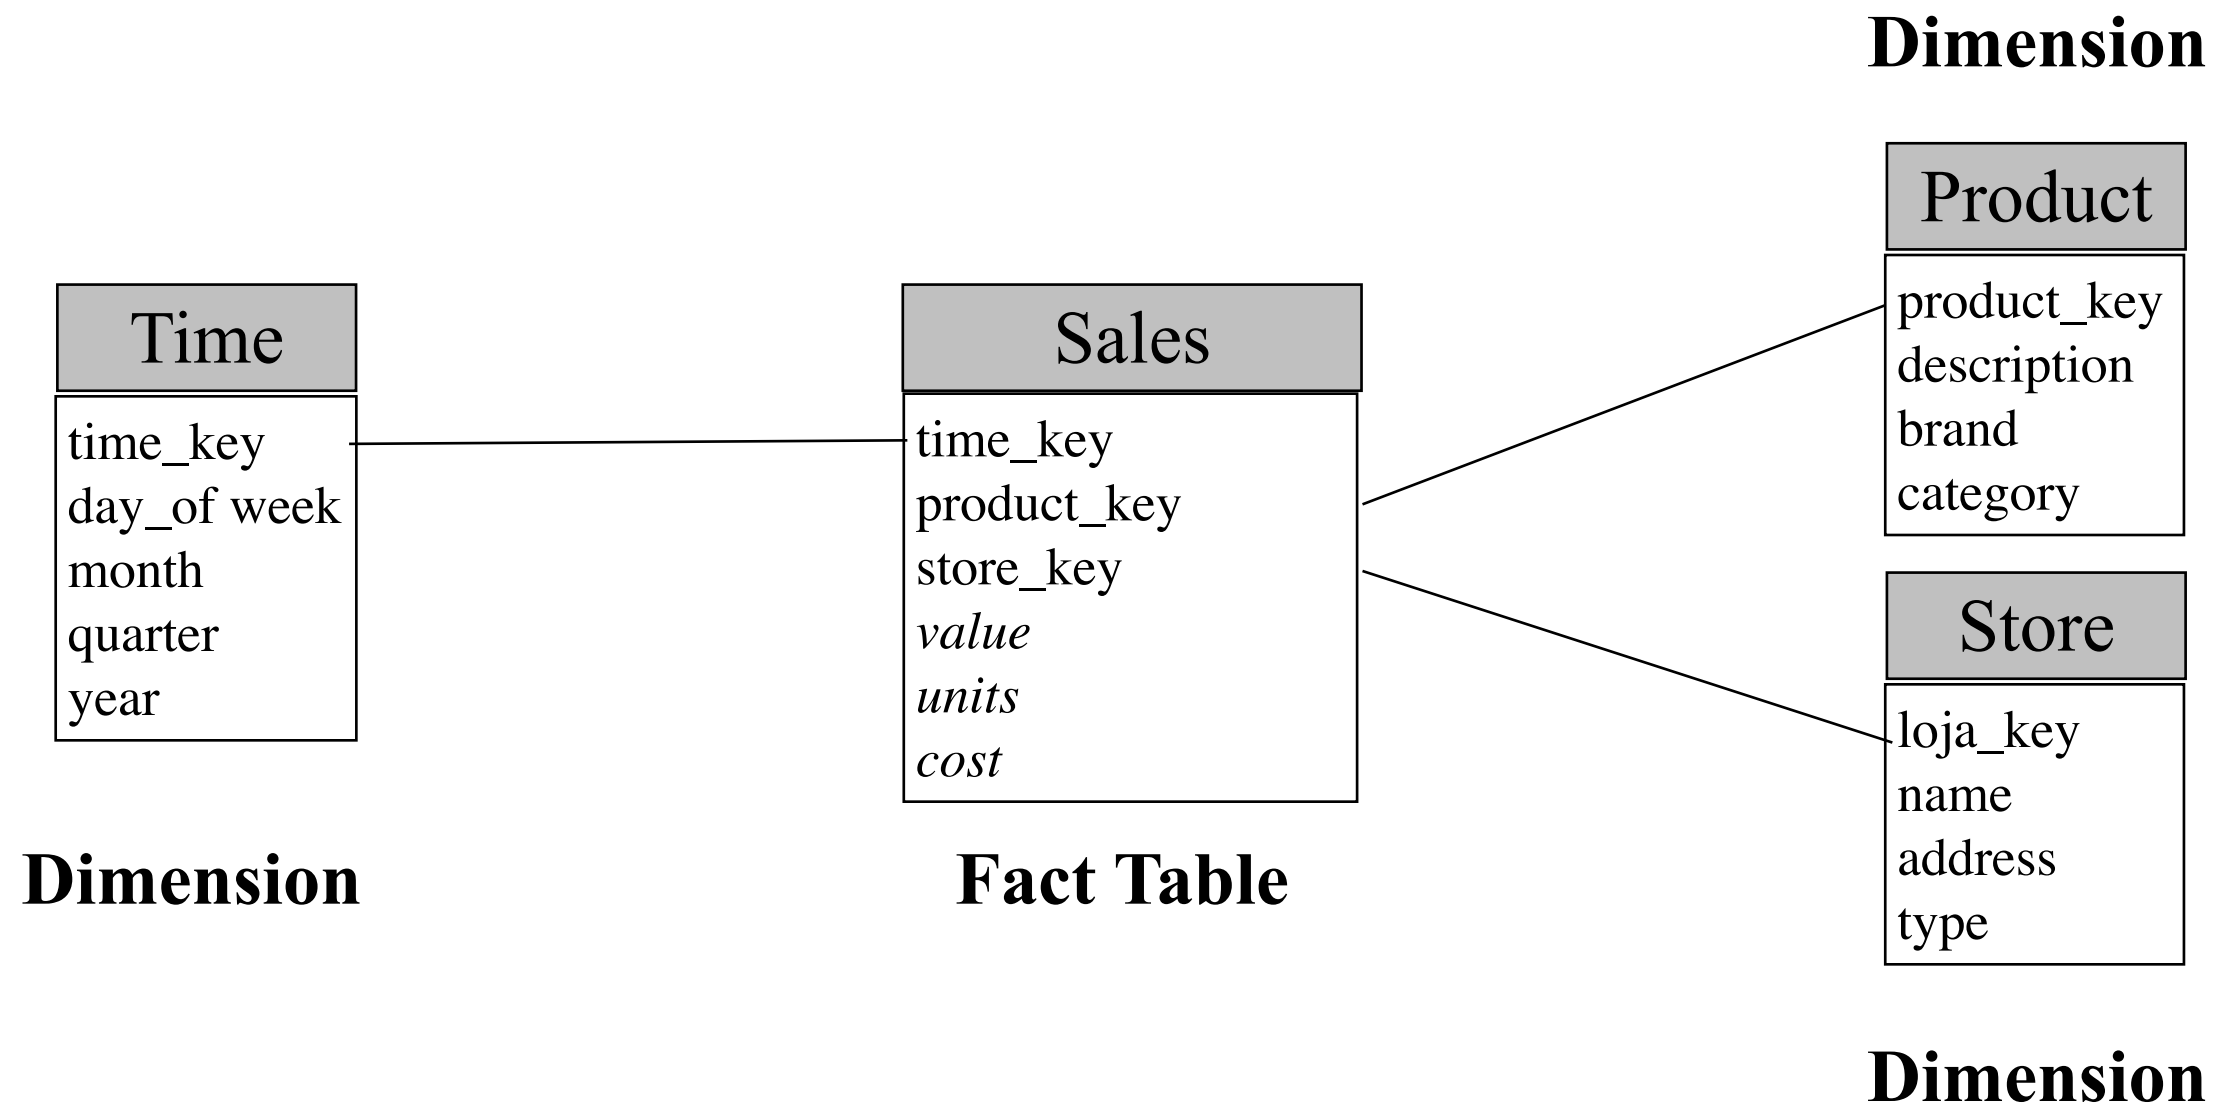 Dimension
Product
product_key
description
brand
category
Time
time_key
day_of week
month
quarter
year
Dimension
Sales
time_key
product_key
store_key
value
units
cost
Fact Table
Store
loja_key
name
address
type
Dimension